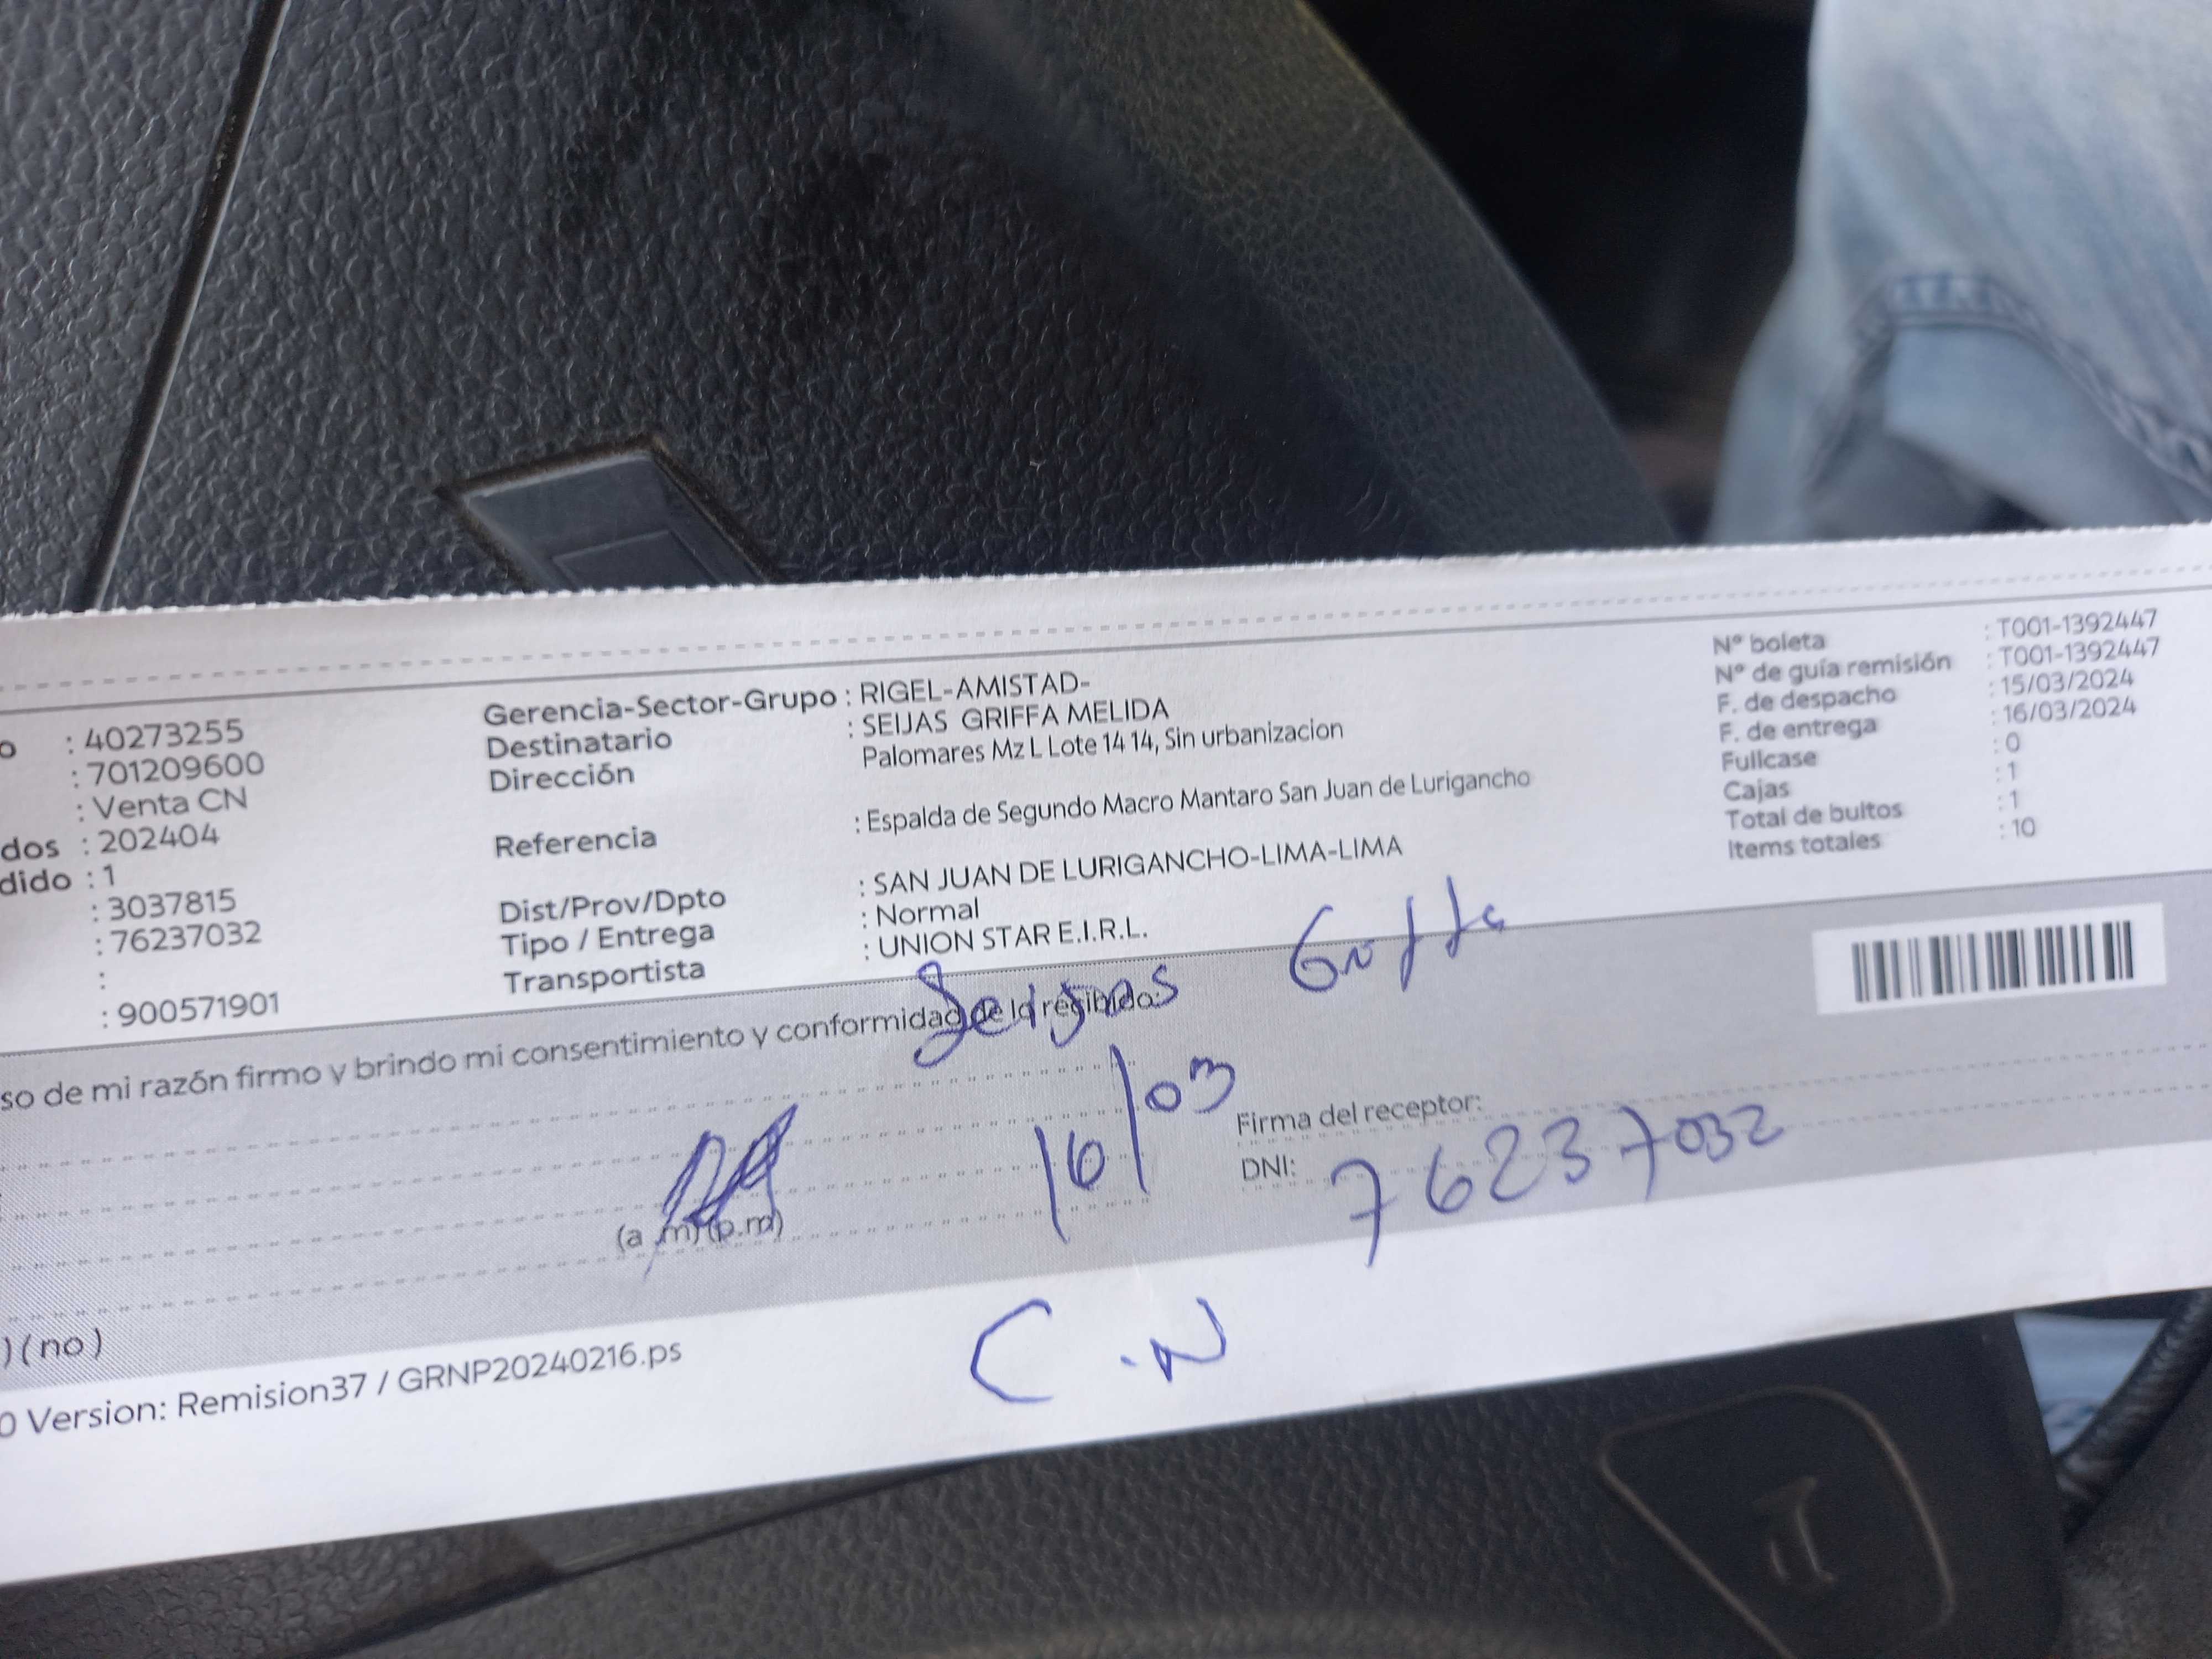 o : 40273255
: 701209600
: Venta CN
dos : 202404
dido : 1
: 3037815
: 76237032
:
: 900571901
Gerencia-Sector-Grupo : RIGEL-AMISTAD-
Destinatario : SEIJAS GRIFFA MELIDA
Dirección Palomares Mz L Lote 14 14, Sin urbanizacion
Referencia : Espalda de Segundo Macro Mantaro San Juan de Lurigancho
Dist/Prov/Dpto : SAN JUAN DE LURIGANCHO-LIMA-LIMA
Tipo / Entrega : Normal
Transportista : UNION STAR E.I.R.L.
N° boleta : T001-1392447
N° de guía remisión : T001-1392447
F. de despacho : 15/03/2024
F. de entrega : 16/03/2024
Fullcase : 0
Cajas : 1
Total de bultos : 1
Items totales : 10
so de mi razón firmo y brindo mi consentimiento y conformidad de lo recibido:
Seijas Griffa
16/03
Firma del receptor:
DNI: 76237032
(a .m) (p.m)
) (no)
C.N
0 Version: Remision37 / GRNP20240216.ps